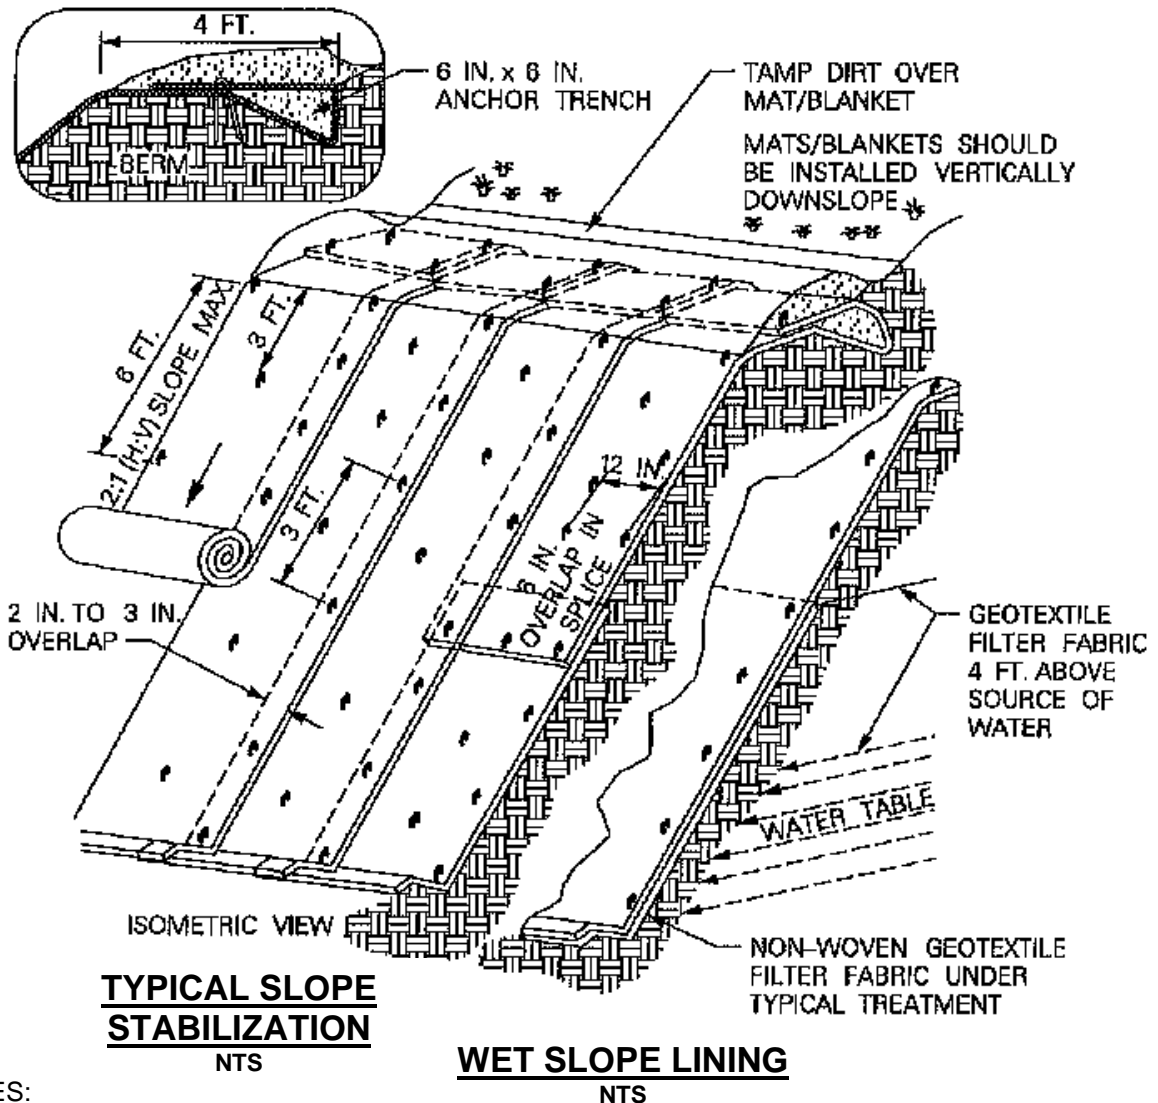 4 FT.
6 IN. x 6 IN.
ANCHOR TRENCH
BERM
TAMP DIRT OVER
MAT/BLANKET
MATS/BLANKETS SHOULD
BE INSTALLED VERTICALLY
DOWNSLOPE
6 FT.
2:1 (H:V) SLOPE MAX.
3 FT.
3 FT.
12 IN
6 IN.
OVERLAP IN
SPLICE
2 IN. TO 3 IN.
OVERLAP
GEOTEXTILE
FILTER FABRIC
4 FT. ABOVE
SOURCE OF
WATER
WATER TABLE
ISOMETRIC VIEW
NON-WOVEN GEOTEXTILE
FILTER FABRIC UNDER
TYPICAL TREATMENT
TYPICAL SLOPE
STABILIZATION
NTS
WET SLOPE LINING
NTS
ES: